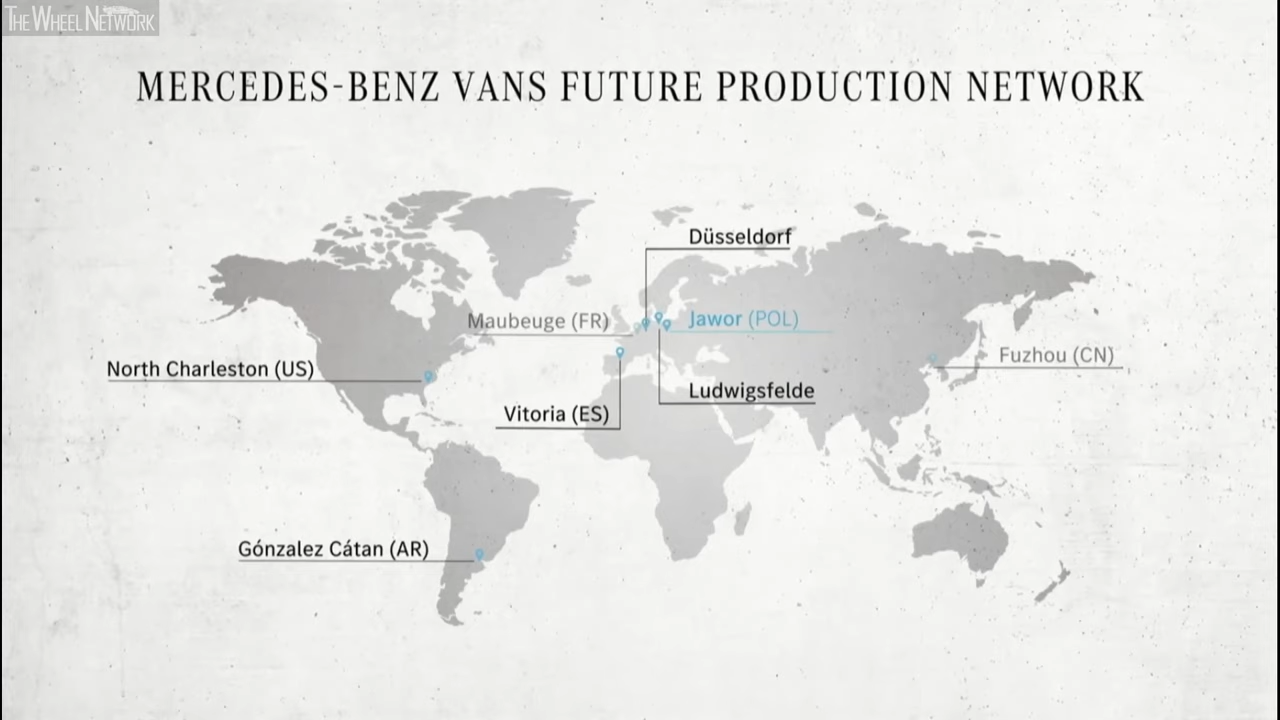 THE WHEEL NETWORK
MERCEDES-BENZ VANS FUTURE PRODUCTION NETWORK
Düsseldorf
Maubeuge (FR)
Jawor (POL)
North Charleston (US)
Fuzhou (CN)
Vitoria (ES)
Ludwigsfelde
Gónzalez Cátan (AR)